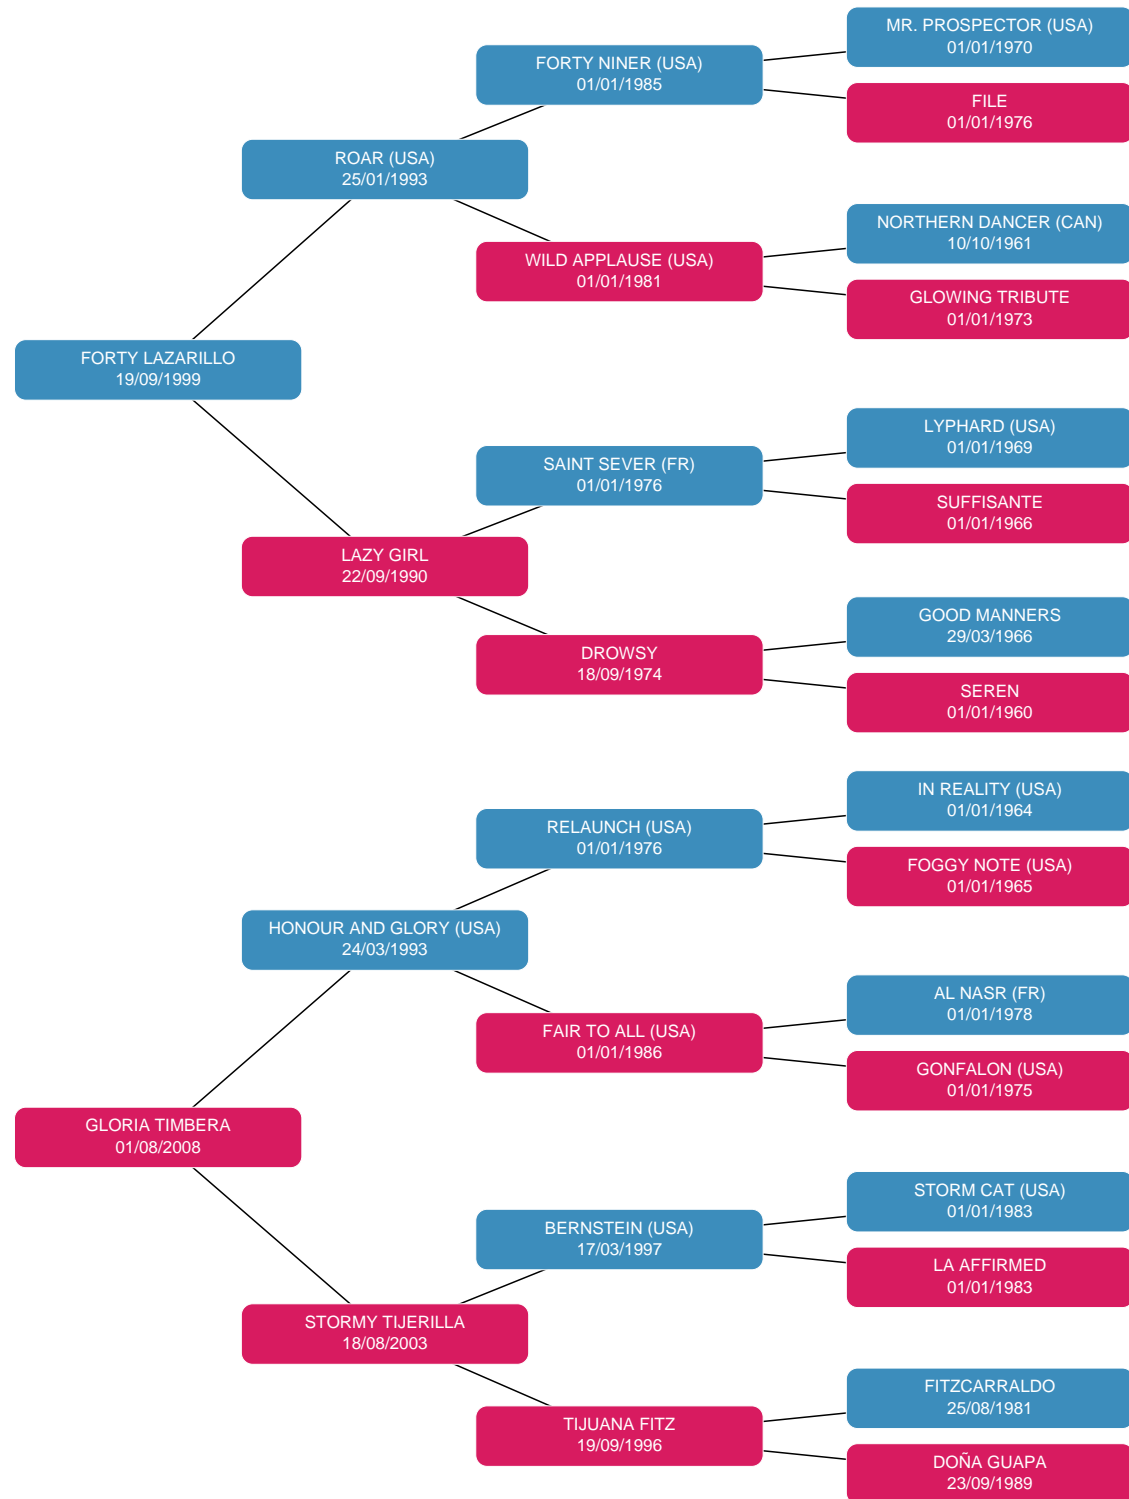 MR. PROSPECTOR (USA)
01/01/1970
FORTY NINER (USA)
01/01/1985
FILE
01/01/1976
ROAR (USA)
25/01/1993
NORTHERN DANCER (CAN)
10/10/1961
WILD APPLAUSE (USA)
01/01/1981
GLOWING TRIBUTE
01/01/1973
FORTY LAZARILLO
19/09/1999
LYPHARD (USA)
01/01/1969
SAINT SEVER (FR)
01/01/1976
SUFFISANTE
01/01/1966
LAZY GIRL
22/09/1990
GOOD MANNERS
29/03/1966
DROWSY
18/09/1974
SEREN
01/01/1960
IN REALITY (USA)
01/01/1964
RELAUNCH (USA)
01/01/1976
FOGGY NOTE (USA)
01/01/1965
HONOUR AND GLORY (USA)
24/03/1993
AL NASR (FR)
01/01/1978
FAIR TO ALL (USA)
01/01/1986
GONFALON (USA)
01/01/1975
GLORIA TIMBERA
01/08/2008
STORM CAT (USA)
01/01/1983
BERNSTEIN (USA)
17/03/1997
LA AFFIRMED
01/01/1983
STORMY TIJERILLA
18/08/2003
FITZCARRALDO
25/08/1981
TIJUANA FITZ
19/09/1996
DOÑA GUAPA
23/09/1989